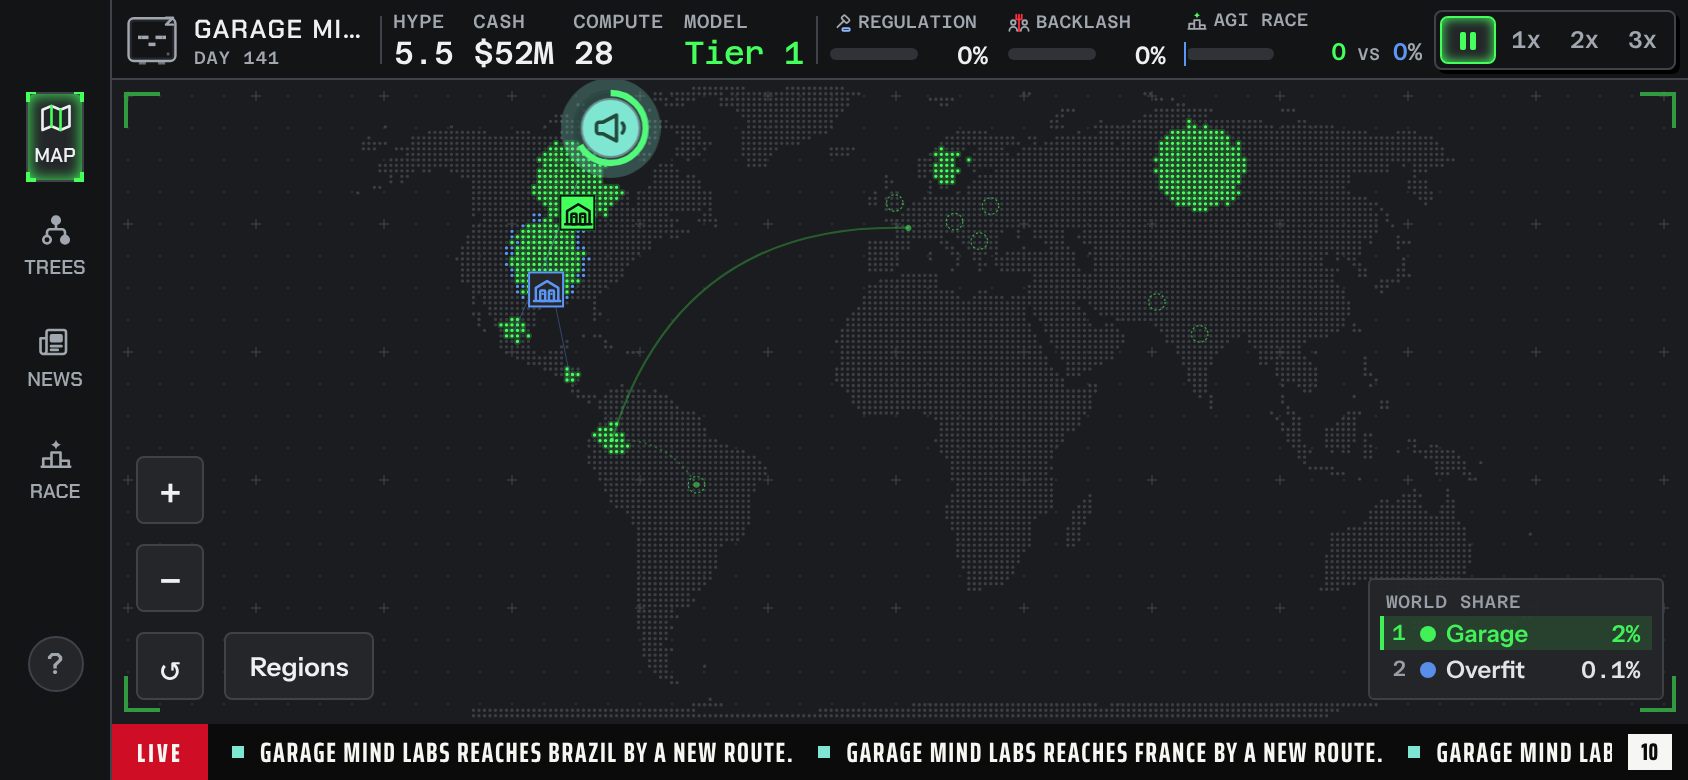 GARAGE MI...
DAY 141
HYPE
5.5
CASH
$52M
COMPUTE
28
MODEL
Tier 1
REGULATION
0%
BACKLASH
0%
AGI RACE
0 VS 0%
1x
2x
3x
MAP
TREES
NEWS
RACE
?
+
−
Regions
WORLD SHARE
1 Garage 2%
2 Overfit 0.1%
LIVE
GARAGE MIND LABS REACHES BRAZIL BY A NEW ROUTE.
GARAGE MIND LABS REACHES FRANCE BY A NEW ROUTE.
GARAGE MIND LAB
10